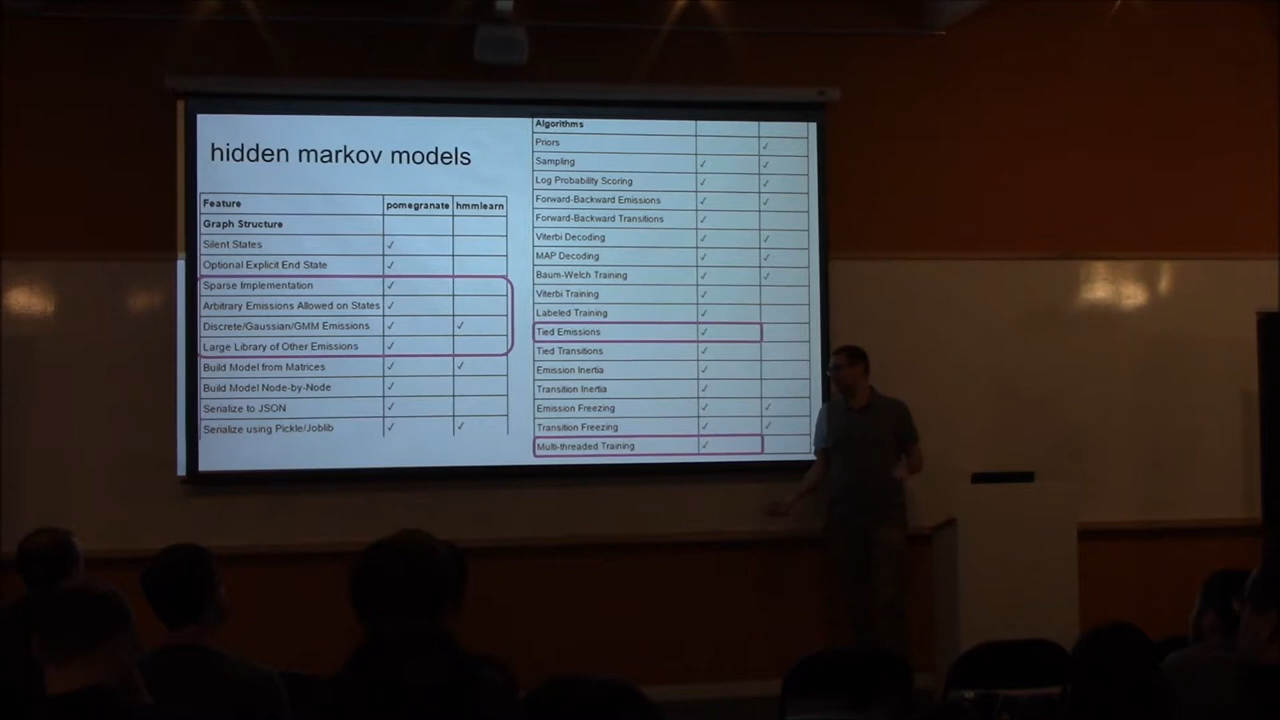 hidden markov models
Feature pomegranate hmmlearn
Graph Structure
Silent States ✓
Optional Explicit End State ✓
Sparse Implementation ✓
Arbitrary Emissions Allowed on States ✓
Discrete/Gaussian/GMM Emissions ✓ ✓
Large Library of Other Emissions ✓
Build Model from Matrices ✓ ✓
Build Model Node-by-Node ✓
Serialize to JSON ✓
Serialize using Pickle/Joblib ✓ ✓
Algorithms
Priors ✓
Sampling ✓ ✓
Log Probability Scoring ✓ ✓
Forward-Backward Emissions ✓ ✓
Forward-Backward Transitions ✓
Viterbi Decoding ✓ ✓
MAP Decoding ✓ ✓
Baum-Welch Training ✓ ✓
Viterbi Training ✓
Labeled Training ✓
Tied Emissions ✓
Tied Transitions ✓
Emission Inertia ✓
Transition Inertia ✓
Emission Freezing ✓ ✓
Transition Freezing ✓ ✓
Multi-threaded Training ✓